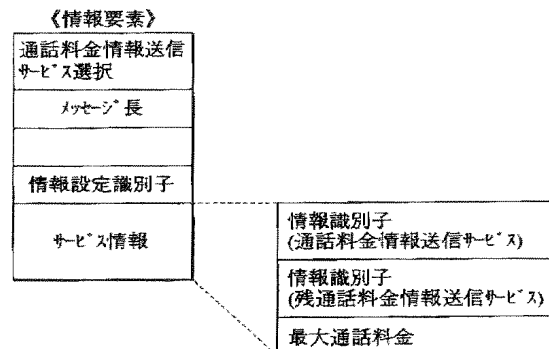 《情報要素》
通話料金情報送信
ｻｰﾋﾞｽ選択
ﾒｯｾｰｼﾞ長
情報設定識別子
ｻｰﾋﾞｽ情報
情報識別子
(通話料金情報送信ｻｰﾋﾞｽ)
情報識別子
(残通話料金情報送信ｻｰﾋﾞｽ)
最大通話料金